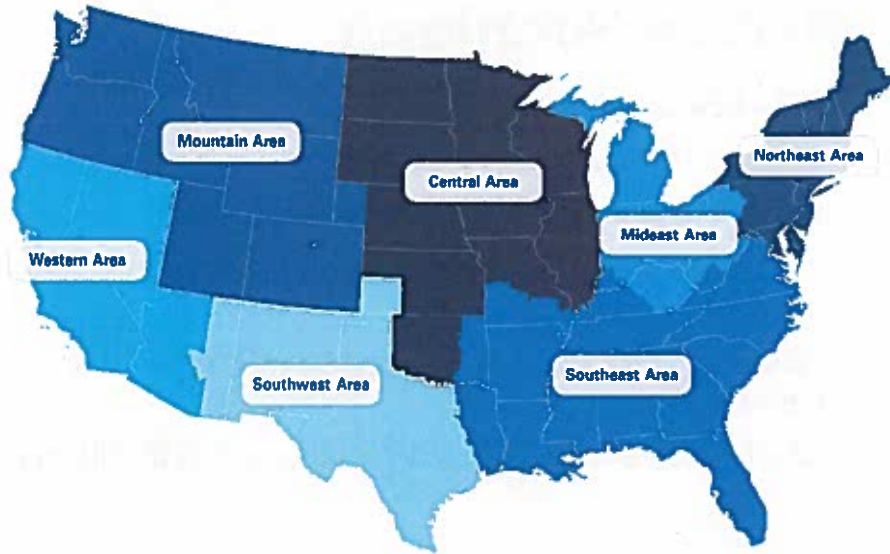 Mountain Area
Northeast Area
Central Area
Mideast Area
Western Area
Southwest Area
Southeast Area